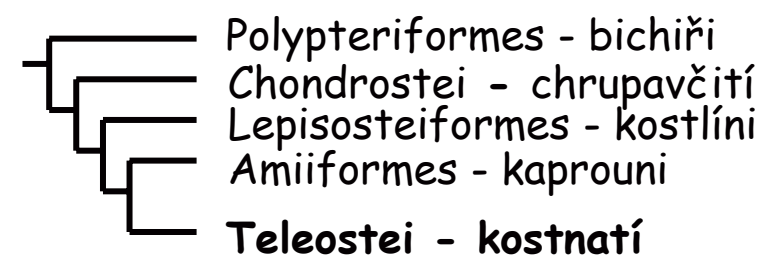 Polypteriformes - bichiři
Chondrostei - chrupavčití
Lepisosteiformes - kostlíni
Amiiformes - kaprouni
Teleostei - kostnatí